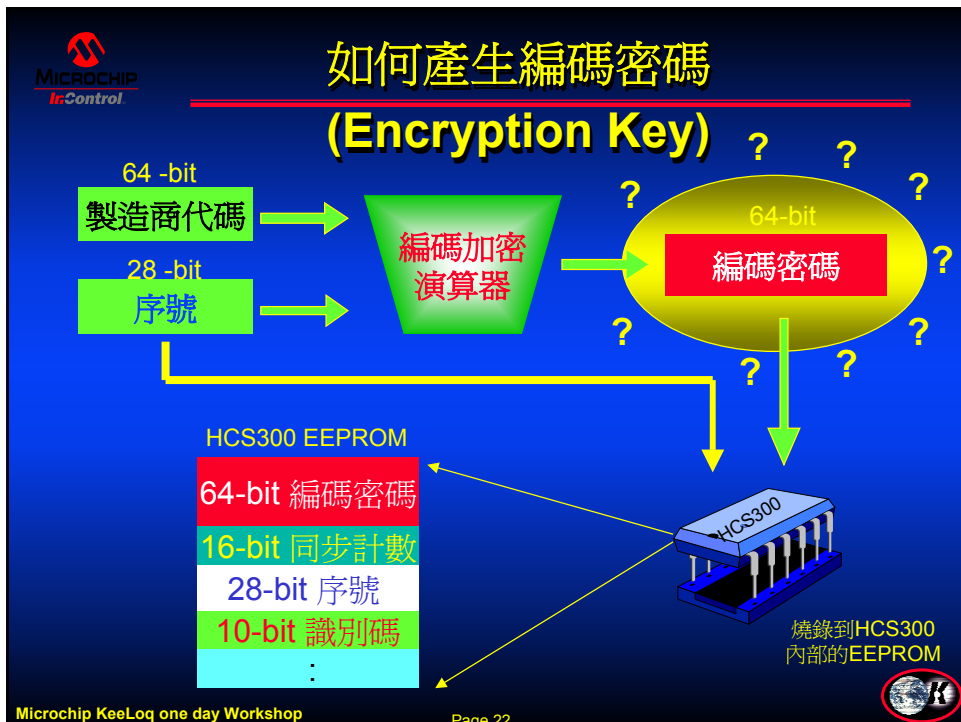 MICROCHIP
In Control
如何產生編碼密碼
(Encryption Key)
64 -bit
製造商代碼
28 -bit
序號
編碼加密
演算器
64-bit
編碼密碼
?
?
?
?
?
?
?
?
?
HCS300 EEPROM
64-bit 編碼密碼
16-bit 同步計數
28-bit 序號
10-bit 識別碼
:
HCS300
燒錄到HCS300
內部的EEPROM
K
Microchip KeeLoq one day Workshop
Page 22